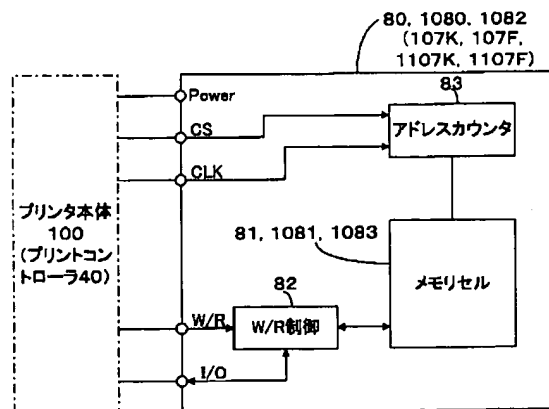 80, 1080, 1082
(107K, 107F,
1107K, 1107F)
83
Power
CS
アドレスカウンタ
CLK
プリンタ本体
100
(プリントコン
トローラ40)
81, 1081, 1083
メモリセル
82
W/R
W/R制御
I/O